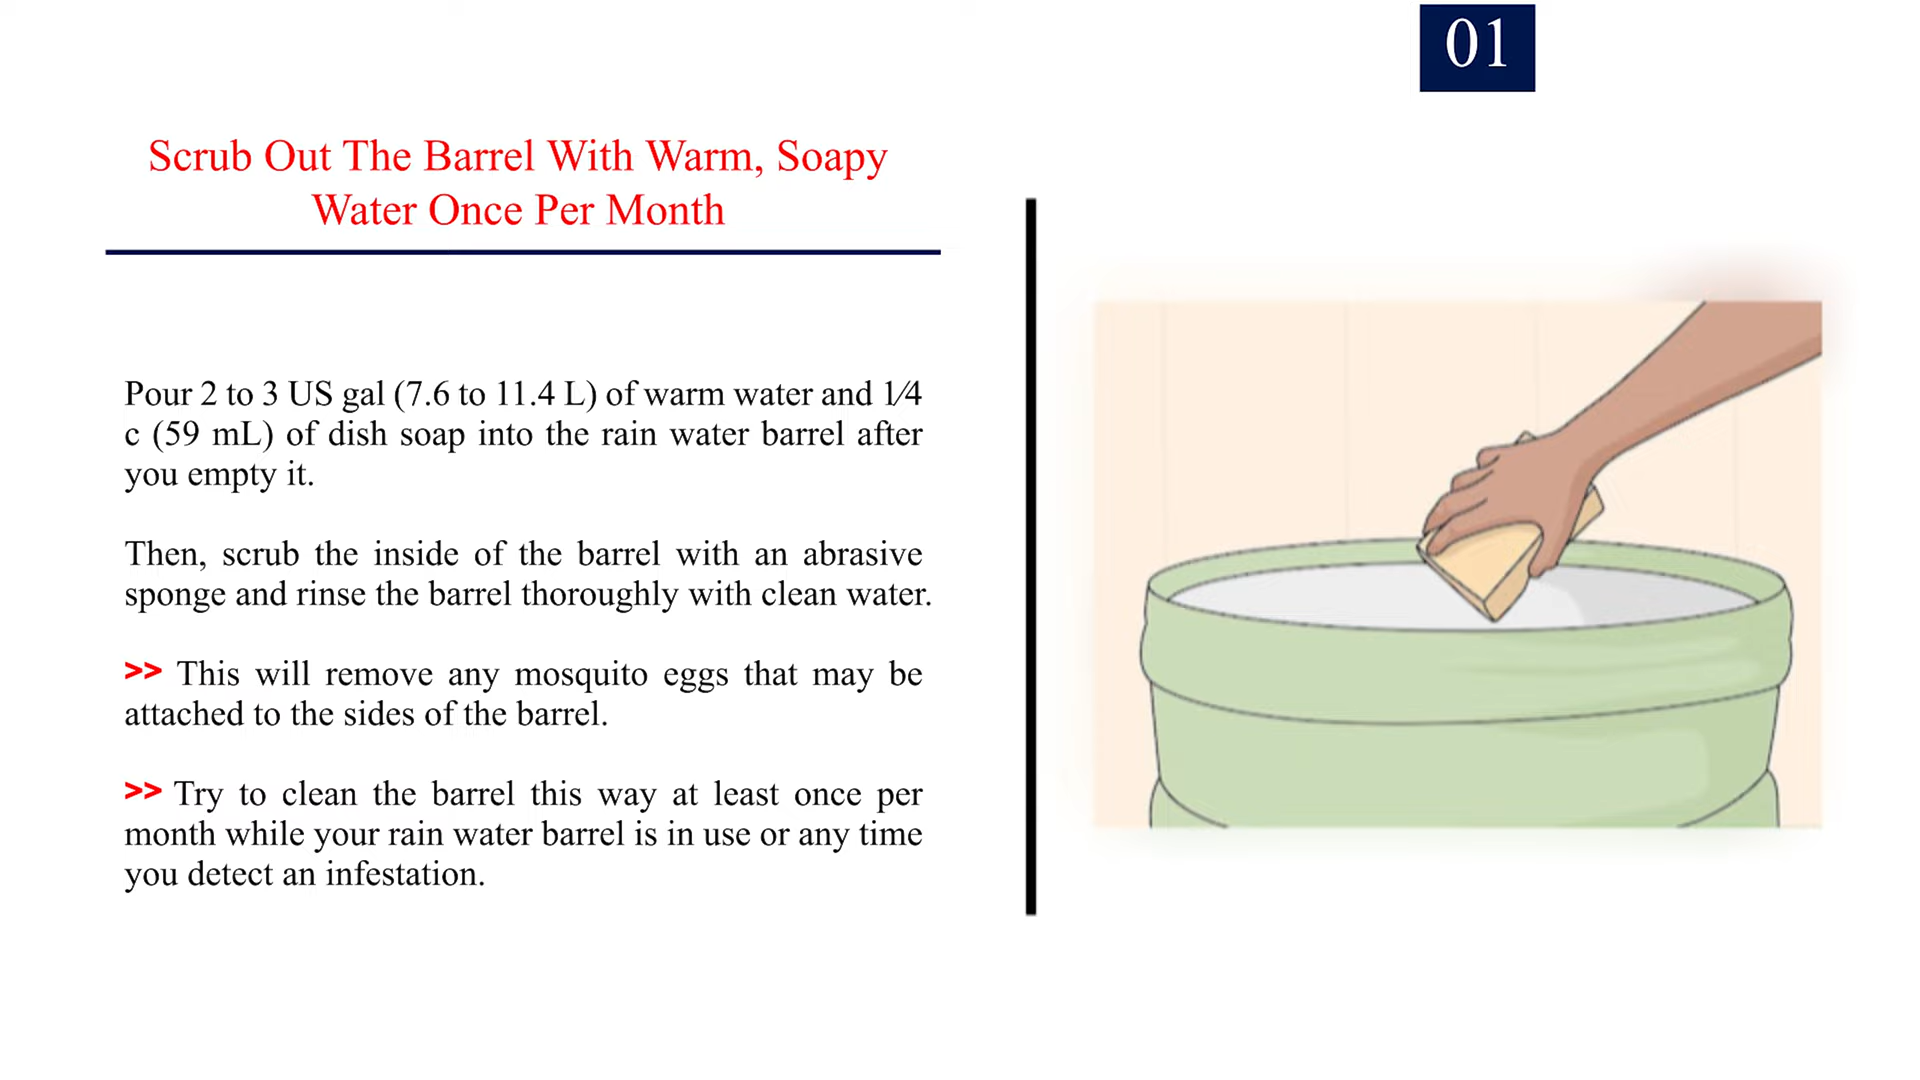 01
Scrub Out The Barrel With Warm, Soapy
Water Once Per Month
Pour 2 to 3 US gal (7.6 to 11.4 L) of warm water and 1⁄4
c (59 mL) of dish soap into the rain water barrel after
you empty it.
Then, scrub the inside of the barrel with an abrasive
sponge and rinse the barrel thoroughly with clean water.
>> This will remove any mosquito eggs that may be
attached to the sides of the barrel.
>> Try to clean the barrel this way at least once per
month while your rain water barrel is in use or any time
you detect an infestation.